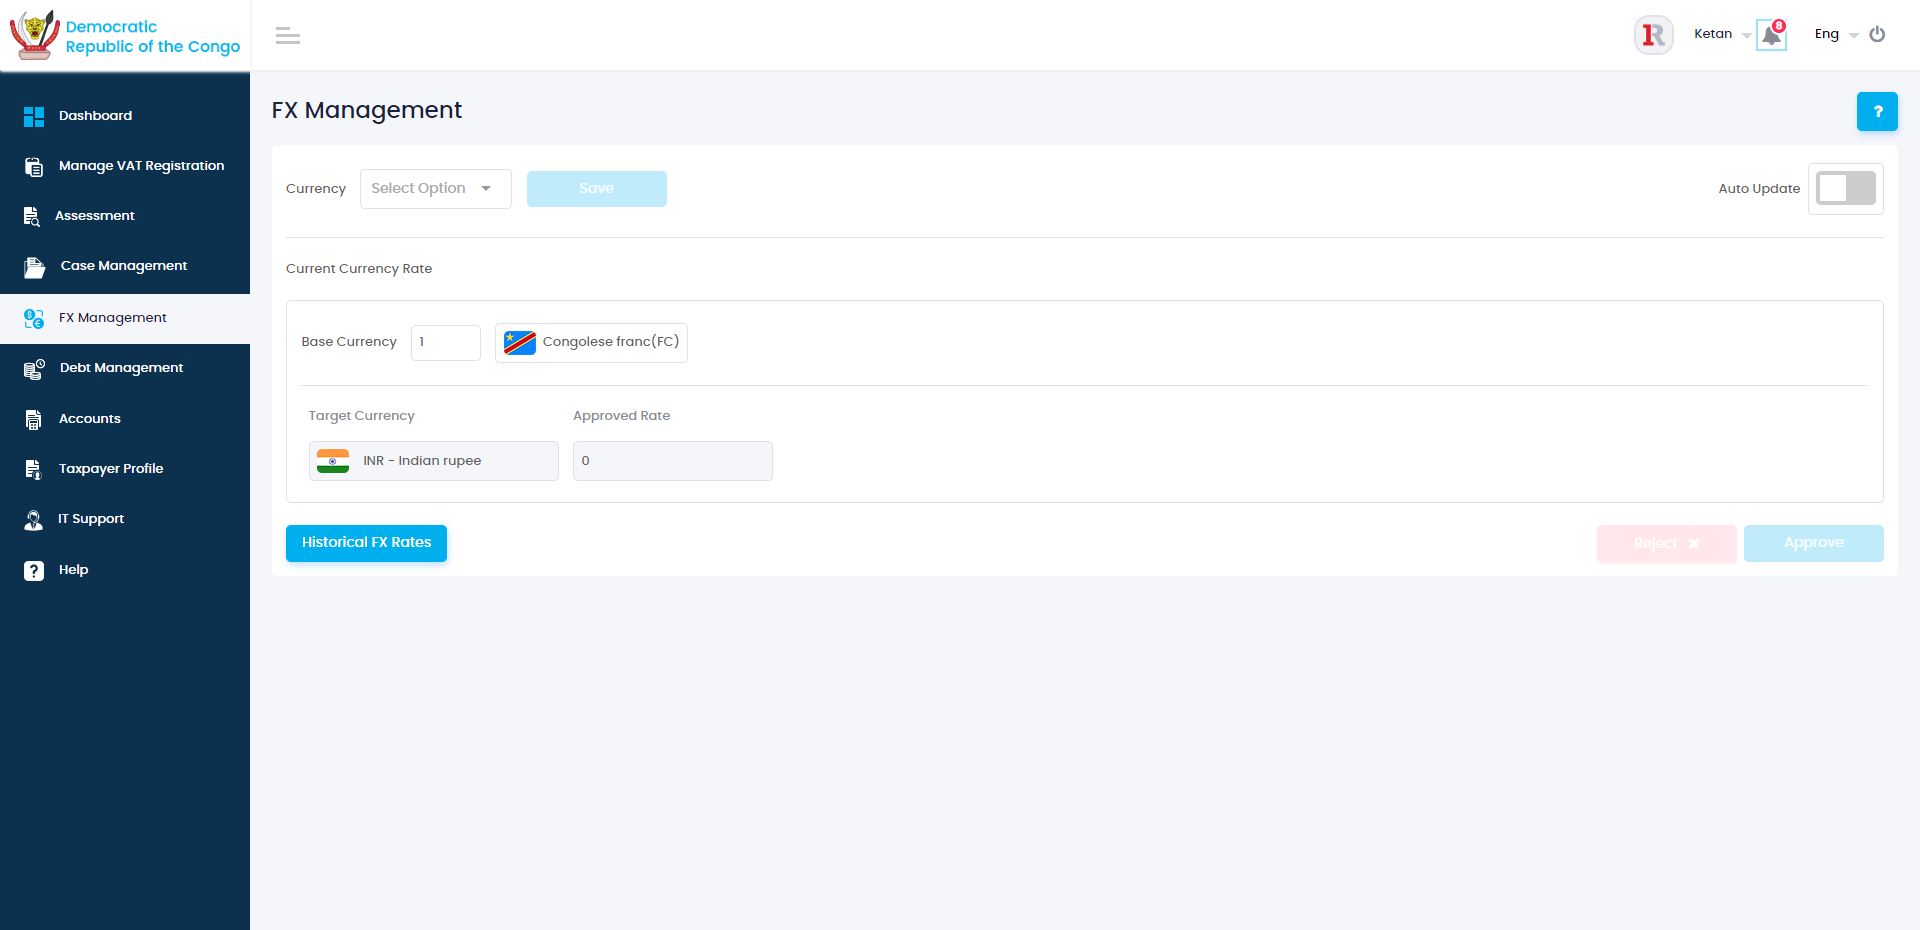 Democratic
Republic of the Congo
Ketan
8
Eng
Dashboard
Manage VAT Registration
Assessment
Case Management
FX Management
Debt Management
Accounts
Taxpayer Profile
IT Support
? Help
FX Management
?
Currency Select Option Save Auto Update
Current Currency Rate
Base Currency 1 Congolese franc(FC)
Target Currency Approved Rate
INR - Indian rupee 0
Historical FX Rates Reject ✖ Approve